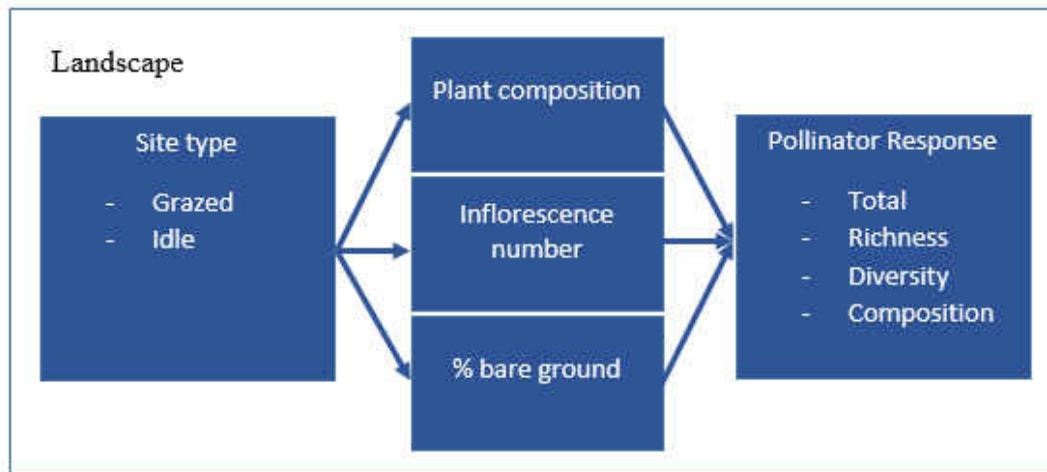 Landscape
Site type
- Grazed
- Idle
Plant composition
Inflorescence
number
% bare ground
Pollinator Response
- Total
- Richness
- Diversity
- Composition